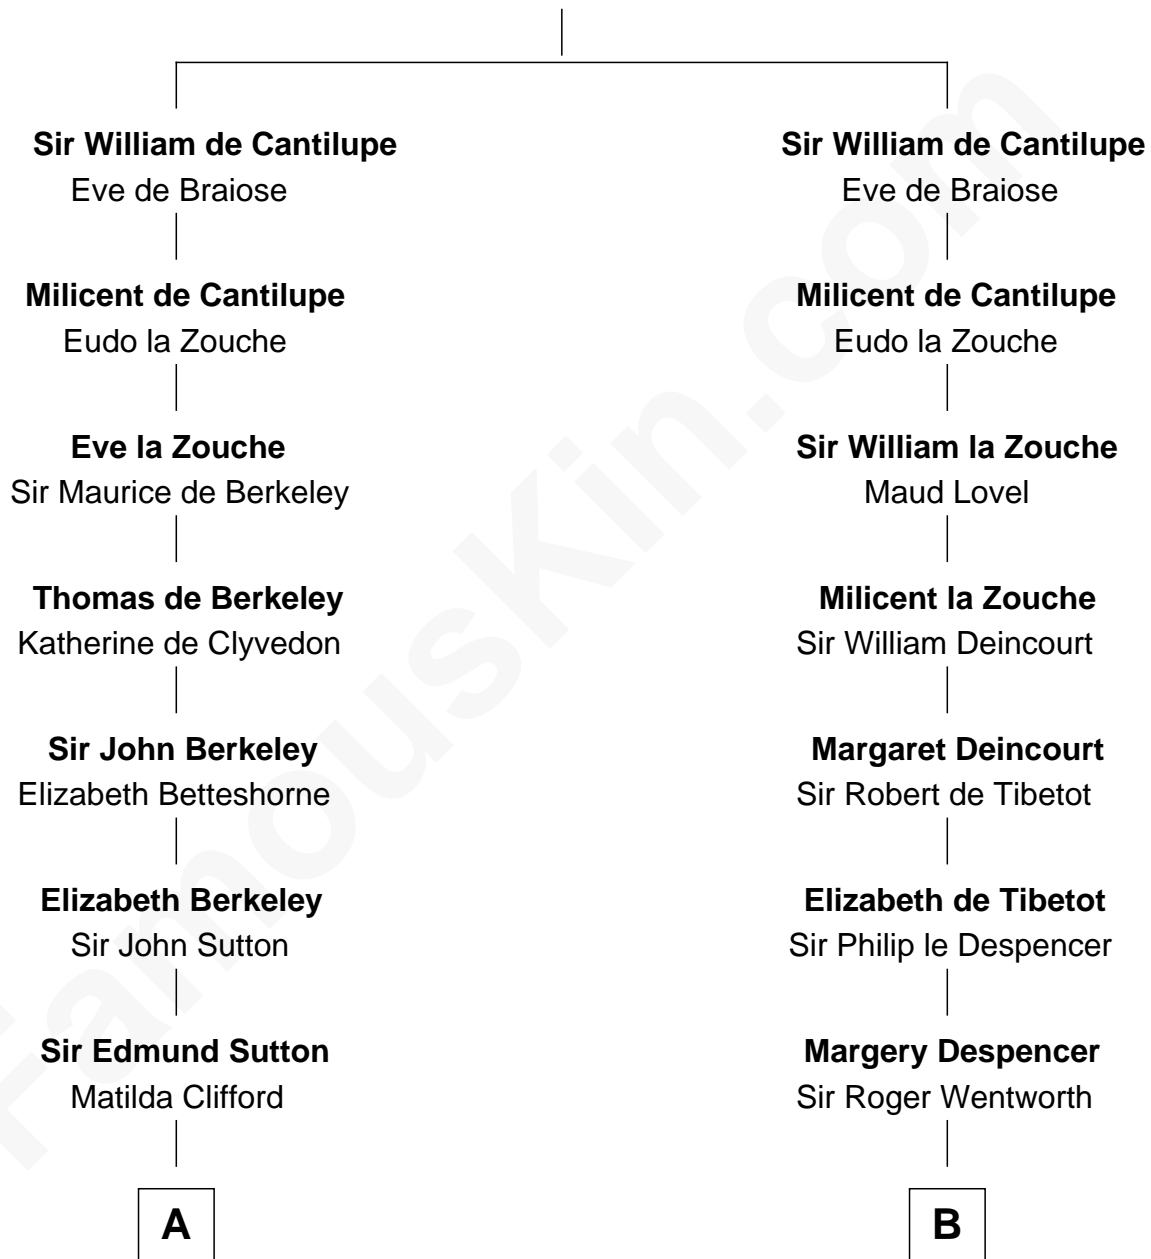 Sir William de Cantilupe
Eve de Braiose
Milicent de Cantilupe
Eudo la Zouche
Eve la Zouche
Sir Maurice de Berkeley
Thomas de Berkeley
Katherine de Clyvedon
Sir John Berkeley
Elizabeth Betteshorne
Elizabeth Berkeley
Sir John Sutton
Sir Edmund Sutton
Matilda Clifford
A
Sir William de Cantilupe
Eve de Braiose
Milicent de Cantilupe
Eudo la Zouche
Sir William la Zouche
Maud Lovel
Milicent la Zouche
Sir William Deincourt
Margaret Deincourt
Sir Robert de Tibetot
Elizabeth de Tibetot
Sir Philip le Despencer
Margery Despencer
Sir Roger Wentworth
B
FamousKin.com